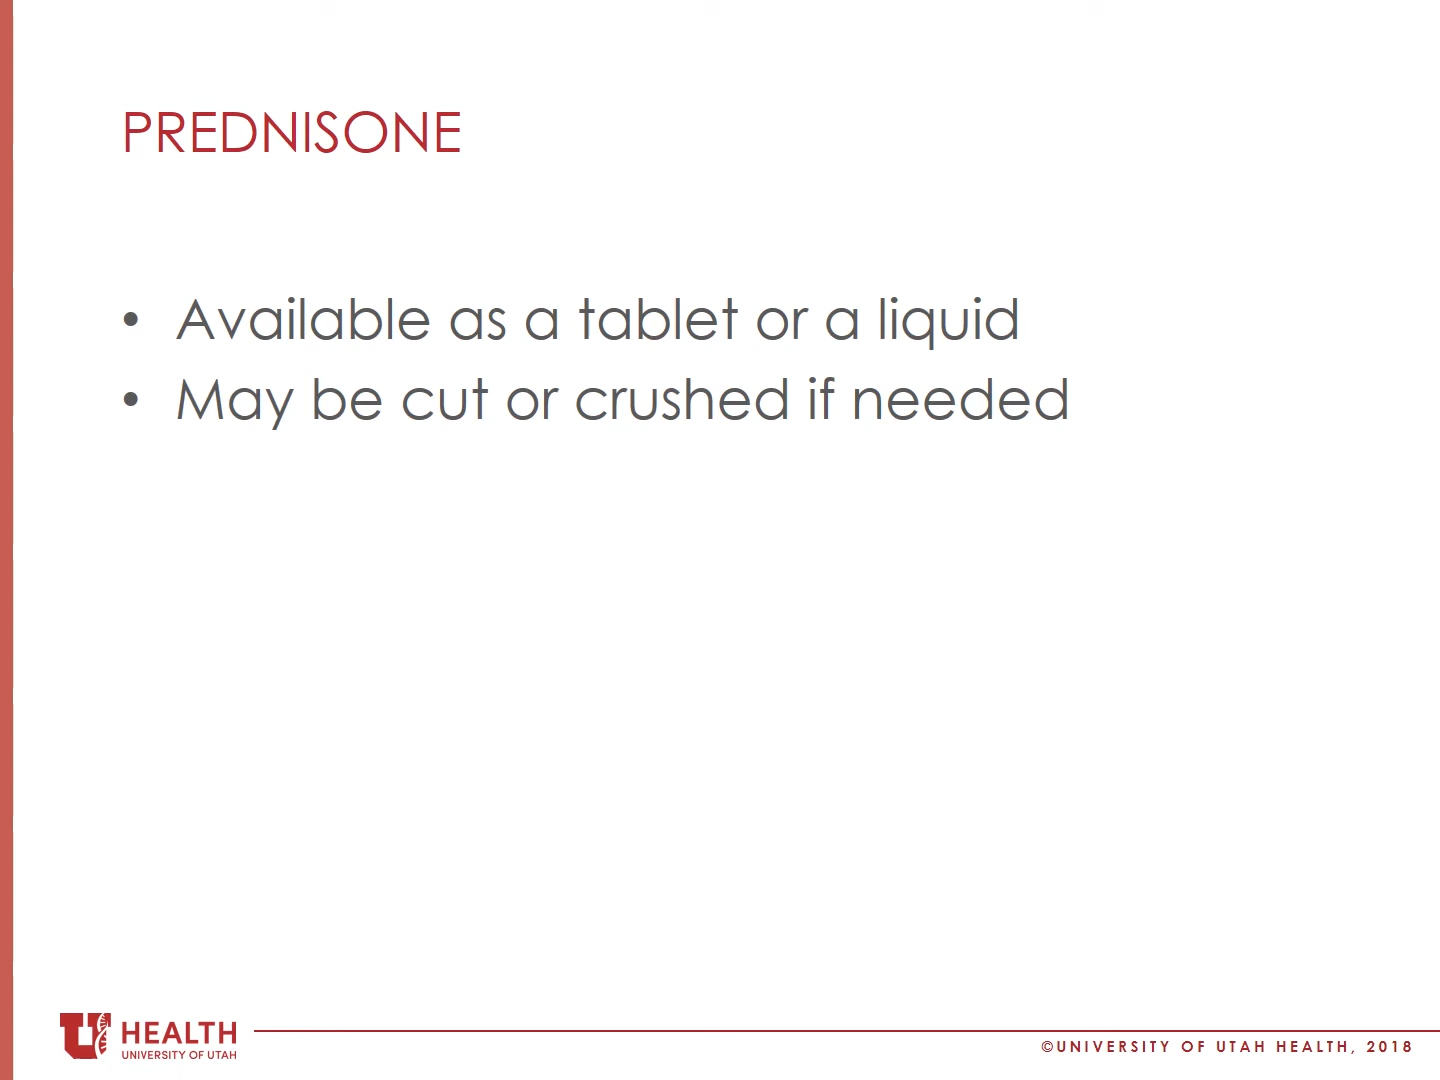 PREDNISONE
• Available as a tablet or a liquid
• May be cut or crushed if needed
U HEALTH
UNIVERSITY OF UTAH
©UNIVERSITY OF UTAH HEALTH, 2018